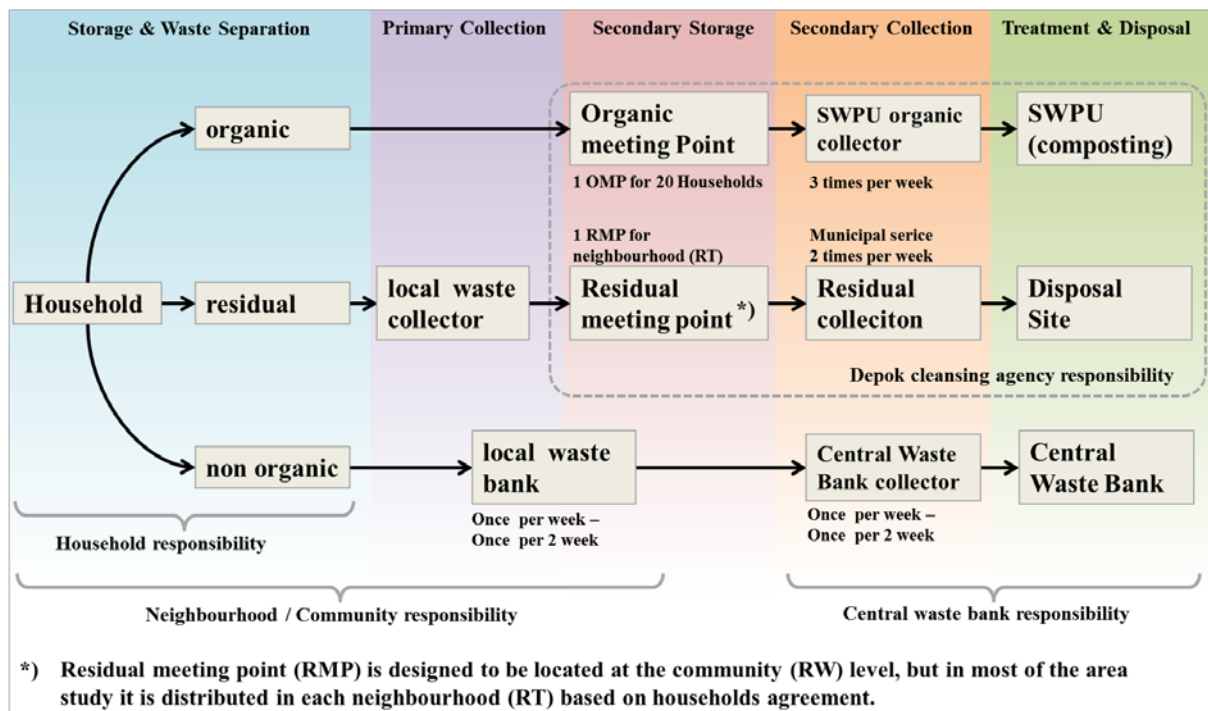 Storage & Waste Separation
Primary Collection
Secondary Storage
Secondary Collection
Treatment & Disposal
organic
Organic
meeting Point
SWPU organic
collector
SWPU
(composting)
1 OMP for 20 Households
3 times per week
1 RMP for
neighbourhood (RT)
Municipal serice
2 times per week
Household
residual
local waste
collector
Residual
meeting point *)
Residual
colleciton
Disposal
Site
Depok cleansing agency responsibility
non organic
local waste
bank
Central Waste
Bank collector
Central
Waste Bank
Once per week –
Once per 2 week
Once per week –
Once per 2 week
Household responsibility
Neighbourhood / Community responsibility
Central waste bank responsibility
*) Residual meeting point (RMP) is designed to be located at the community (RW) level, but in most of the area
study it is distributed in each neighbourhood (RT) based on households agreement.